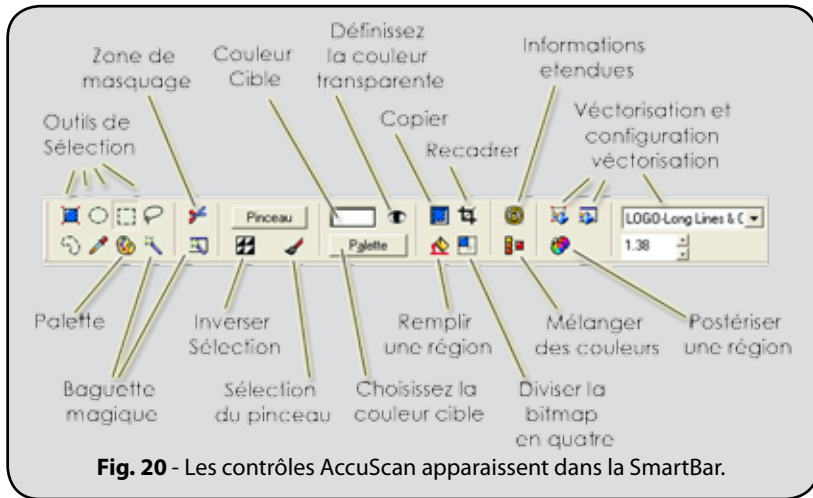 Zone de
masquage
Couleur
Cible
Définissez
la couleur
transparente
Informations
etendues
Outils de
Sélection
Copier
Recadrer
Véctorisation et
configuration
véctorisation
Pinceau
LOGO-Long Lines & C
Palette
1.38
Palette
Inverser
Sélection
Remplir
une région
Mélanger
des couleurs
Postériser
une région
Baguette
magique
Sélection
du pinceau
Choisissez la
couleur cible
Diviser la
bitmap
en quatre
Fig. 20 - Les contrôles AccuScan apparaissent dans la SmartBar.